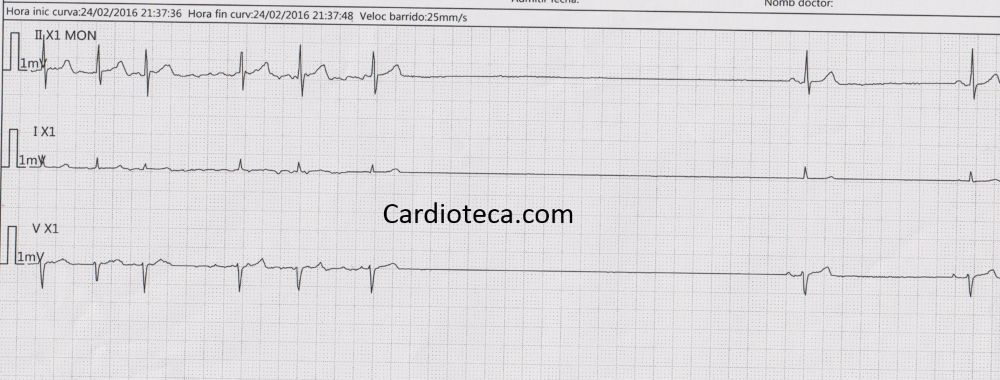 Nomb doctor:
Hora inic curva:24/02/2016 21:37:36 Hora fin curv:24/02/2016 21:37:48 Veloc barrido:25mm/s
II X1 MON
1mV
I X1
1mV
Cardioteca.com
V X1
1mV